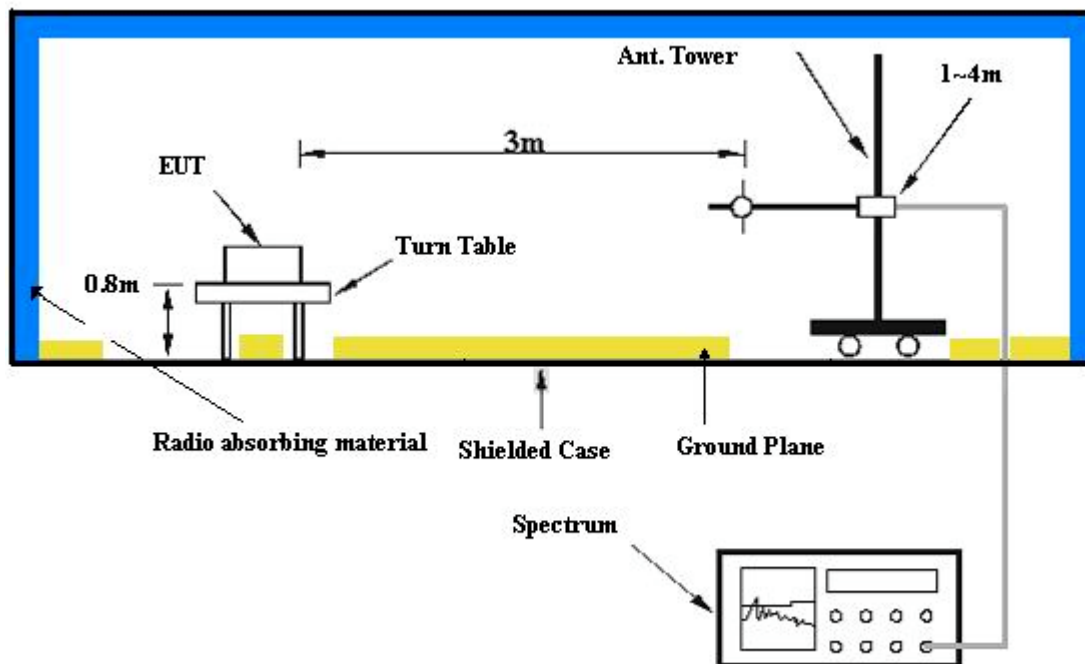 Ant. Tower
1~4m
3m
EUT
Turn Table
0.8m
Radio absorbing material
Shielded Case
Ground Plane
Spectrum